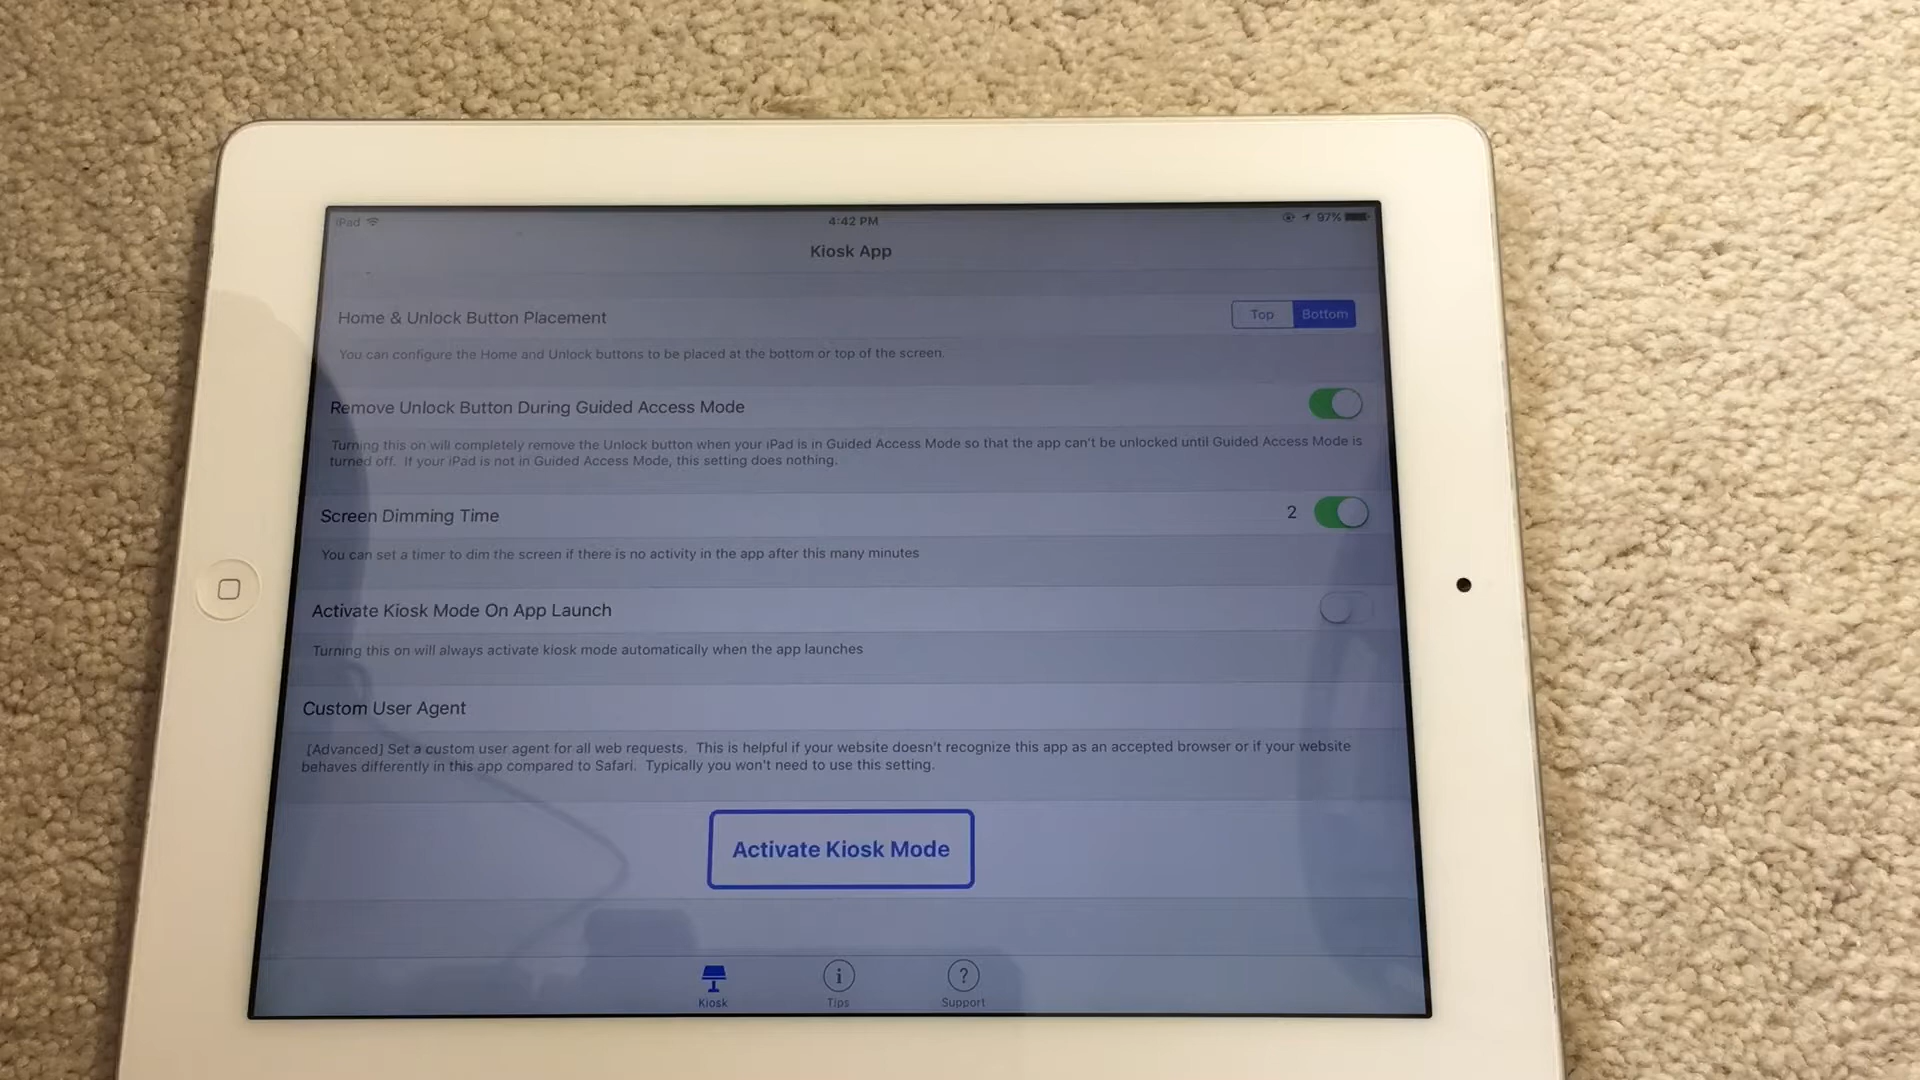 iPad
4:42 PM
97%
Kiosk App
Home & Unlock Button Placement
Top
Bottom
You can configure the Home and Unlock buttons to be placed at the bottom or top of the screen.
Remove Unlock Button During Guided Access Mode
Turning this on will completely remove the Unlock button when your iPad is in Guided Access Mode so that the app can't be unlocked until Guided Access Mode is
turned off. If your iPad is not in Guided Access Mode, this setting does nothing.
Screen Dimming Time
2
You can set a timer to dim the screen if there is no activity in the app after this many minutes
Activate Kiosk Mode On App Launch
Turning this on will always activate kiosk mode automatically when the app launches
Custom User Agent
[Advanced] Set a custom user agent for all web requests. This is helpful if your website doesn't recognize this app as an accepted browser or if your website
behaves differently in this app compared to Safari. Typically you won't need to use this setting.
Activate Kiosk Mode
Kiosk
Tips
Support